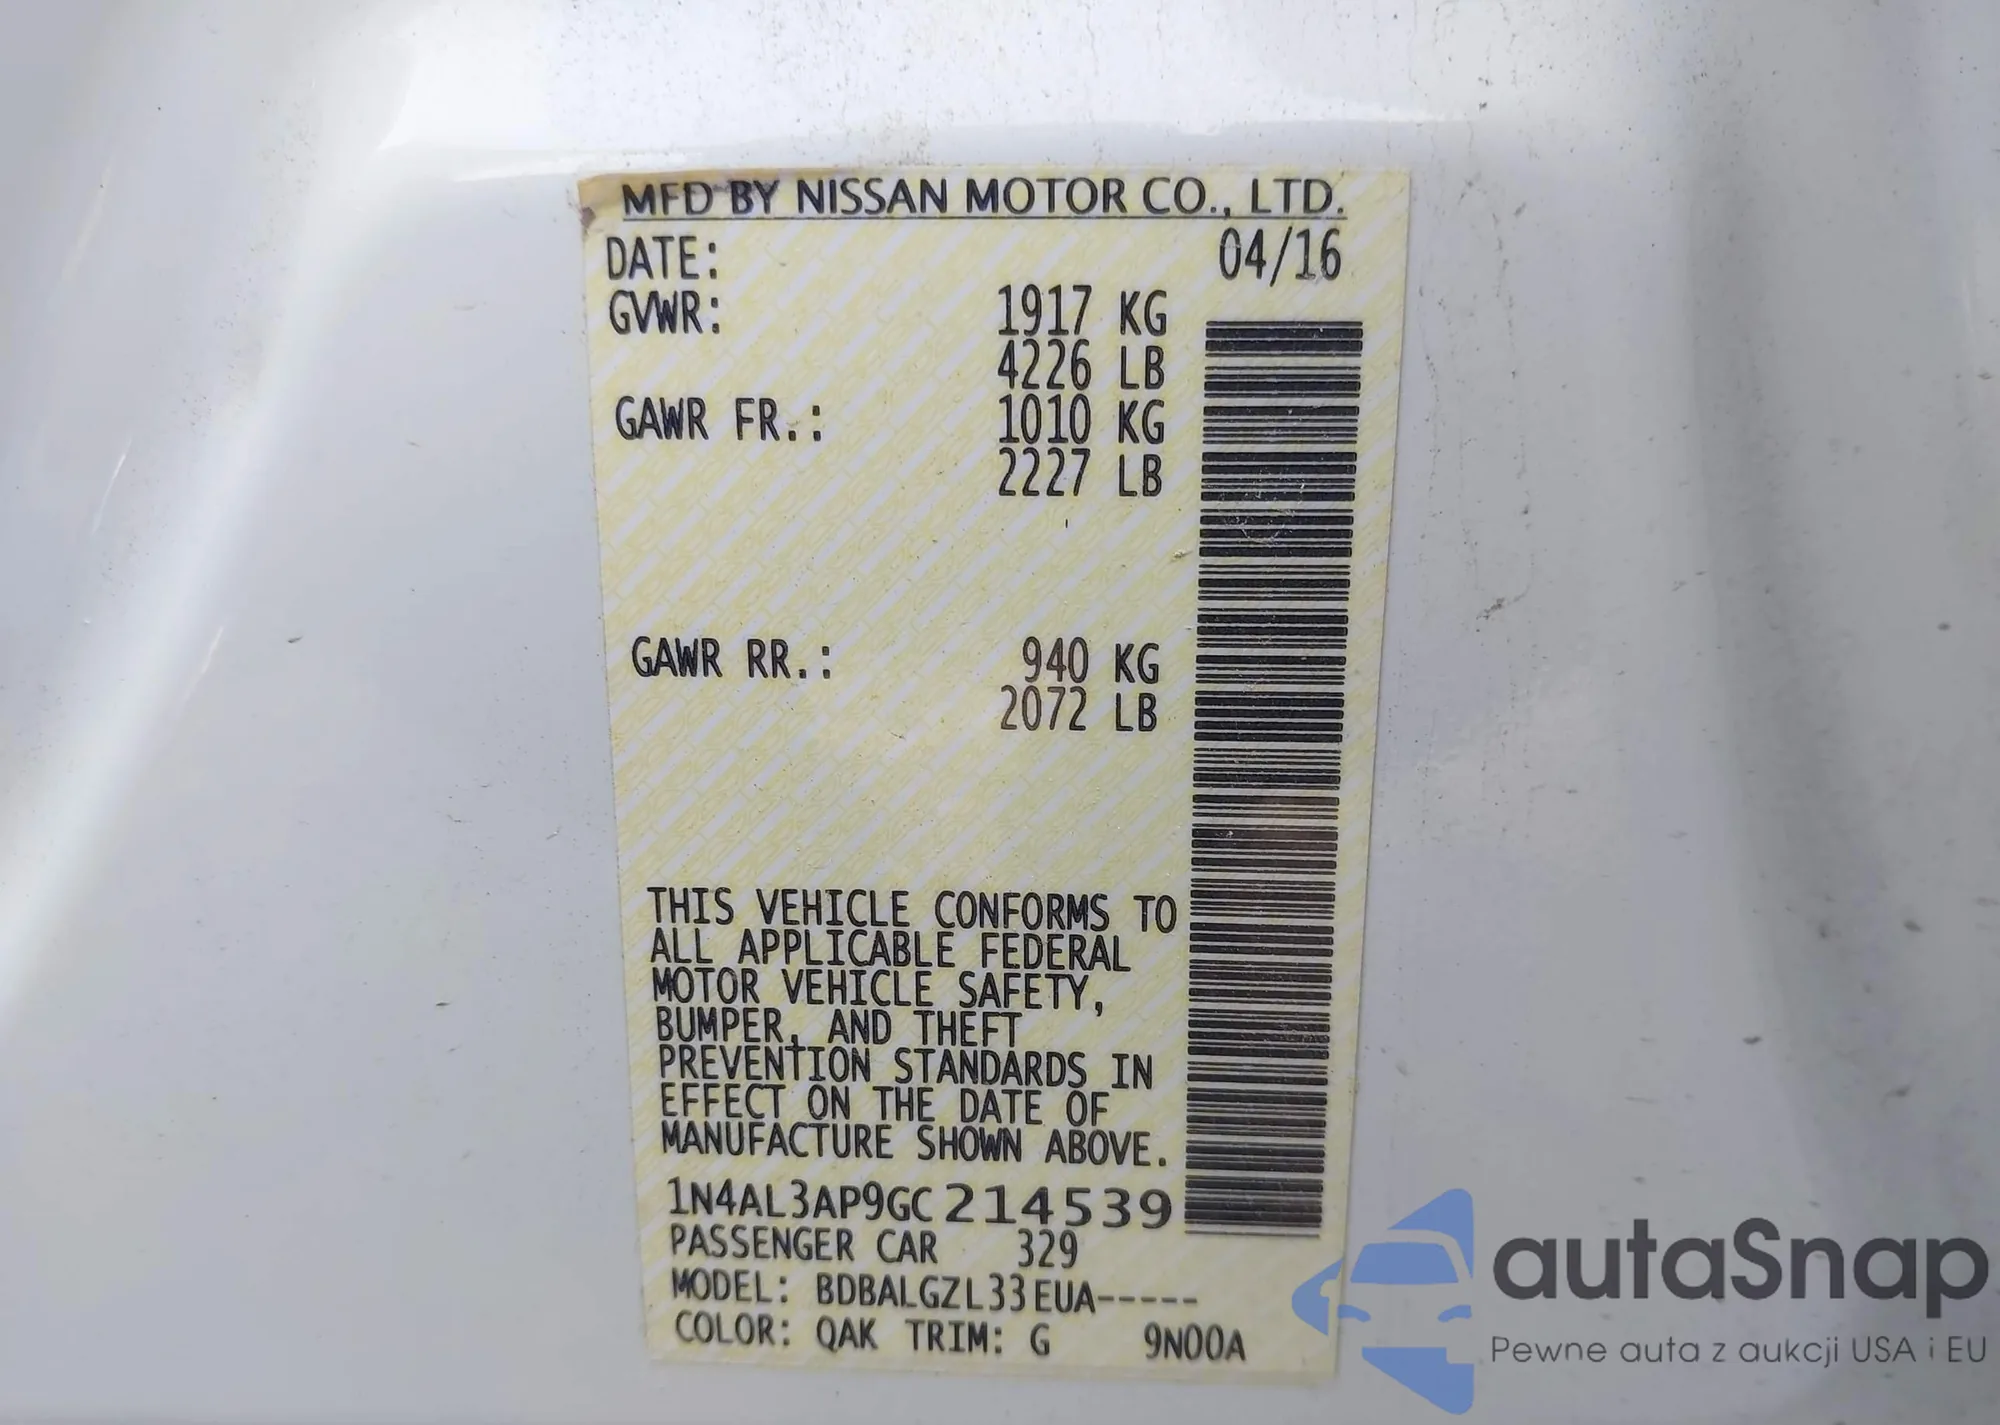 MFD BY NISSAN MOTOR CO., LTD.
DATE: 04/16
GVWR: 1917 KG
4226 LB
GAWR FR.: 1010 KG
2227 LB
GAWR RR.: 940 KG
2072 LB
THIS VEHICLE CONFORMS TO
ALL APPLICABLE FEDERAL
MOTOR VEHICLE SAFETY,
BUMPER, AND THEFT
PREVENTION STANDARDS IN
EFFECT ON THE DATE OF
MANUFACTURE SHOWN ABOVE.
1N4AL3AP9GC214539
PASSENGER CAR 329
MODEL: BDBALGZL33EUA-----
COLOR: QAK TRIM: G 9N00A
autaSnap
Pewne auta z aukcji USA i EU